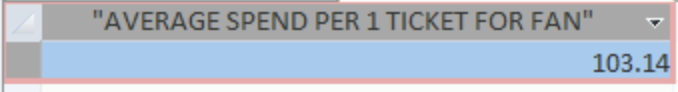 "AVERAGE SPEND PER 1 TICKET FOR FAN"
103.14